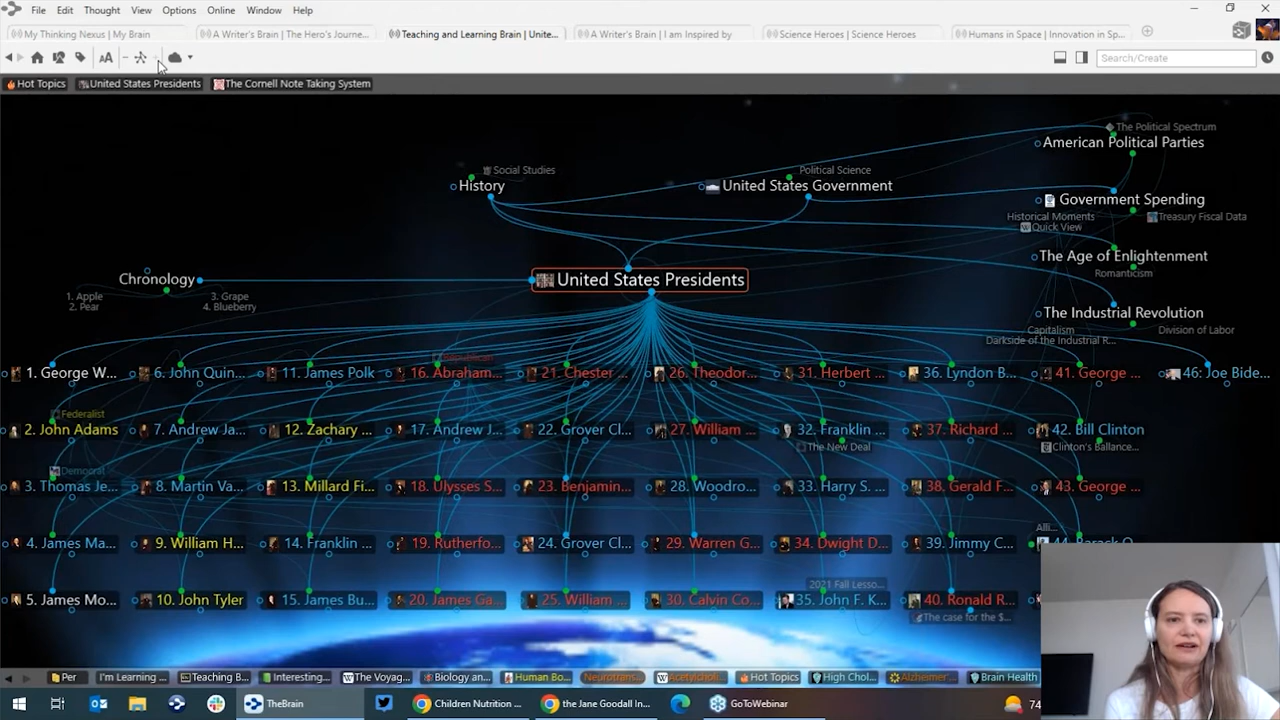 File Edit Thought View Options Online Window Help
My Thinking Nexus | My Brain
A Writer's Brain | The Hero's Journe...
Teaching and Learning Brain | Unite...
A Writer's Brain | I am Inspired by
Science Heroes | Science Heroes
Humans in Space | Innovation in Sp...
AA
Search/Create
Hot Topics
United States Presidents
The Cornell Note Taking System
The Political Spectrum
American Political Parties
Social Studies
History
Political Science
United States Government
Government Spending
Historical Moments
Quick View
Treasury Fiscal Data
The Age of Enlightenment
Romanticism
Chronology
1. Apple
2. Pear
3. Grape
4. Blueberry
United States Presidents
The Industrial Revolution
Capitalism
Division of Labor
Darkside of the Industrial R...
Republican
1. George W...
6. John Quin...
11. James Polk
16. Abraham...
21. Chester ...
26. Theodor...
31. Herbert ...
36. Lyndon B...
41. George ...
46: Joe Bide...
Federalist
2. John Adams
7. Andrew Ja...
12. Zachary ...
17. Andrew J...
22. Grover Cl...
27. William ...
32. Franklin ...
37. Richard ...
42. Bill Clinton
The New Deal
Clinton's Ballance...
Democrat
3. Thomas Je...
8. Martin Va...
13. Millard Fi...
18. Ulysses S...
23. Benjamin...
28. Woodro...
33. Harry S. ...
38. Gerald F...
43. George ...
Alli...
4. James Ma...
9. William H...
14. Franklin ...
19. Rutherfo...
24. Grover Cl...
29. Warren G...
34. Dwight D...
39. Jimmy C...
2021 Fall Lesso...
5. James Mo...
10. John Tyler
15. James Bu...
20. James Ga...
25. William ...
30. Calvin Co...
35. John F. K...
40. Ronald R...
The case for the $...
Per
I'm Learning ...
Teaching B...
Interesting...
The Voyag...
Biology an...
Human Bo...
Neurotrans...
Acetylcholi...
Hot Topics
High Chol...
Alzheimer'...
Brain Health
TheBrain
Children Nutrition ...
the Jane Goodall In...
GoToWebinar
74